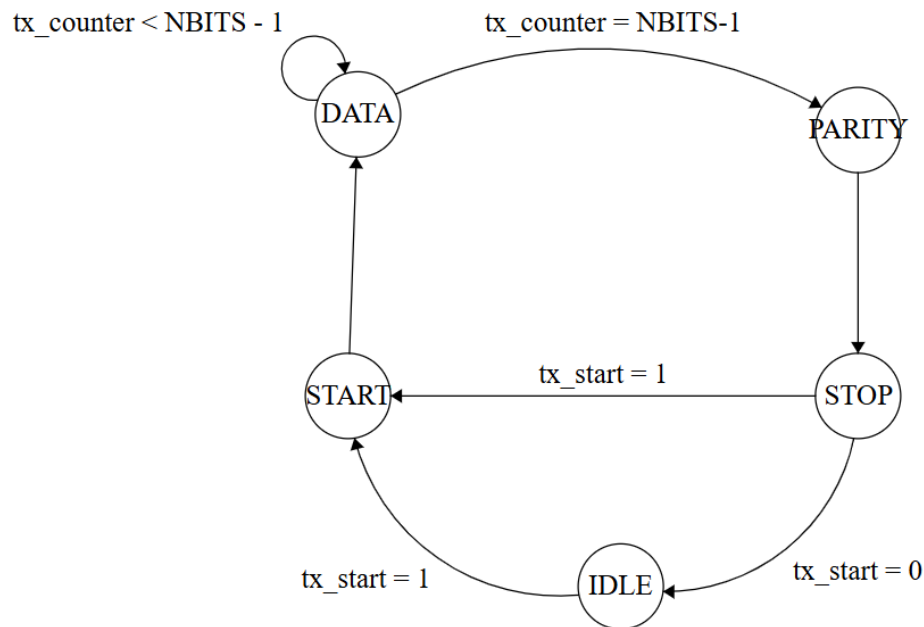 tx_counter < NBITS - 1
tx_counter = NBITS-1
DATA
PARITY
tx_start = 1
START
STOP
tx_start = 1
IDLE
tx_start = 0